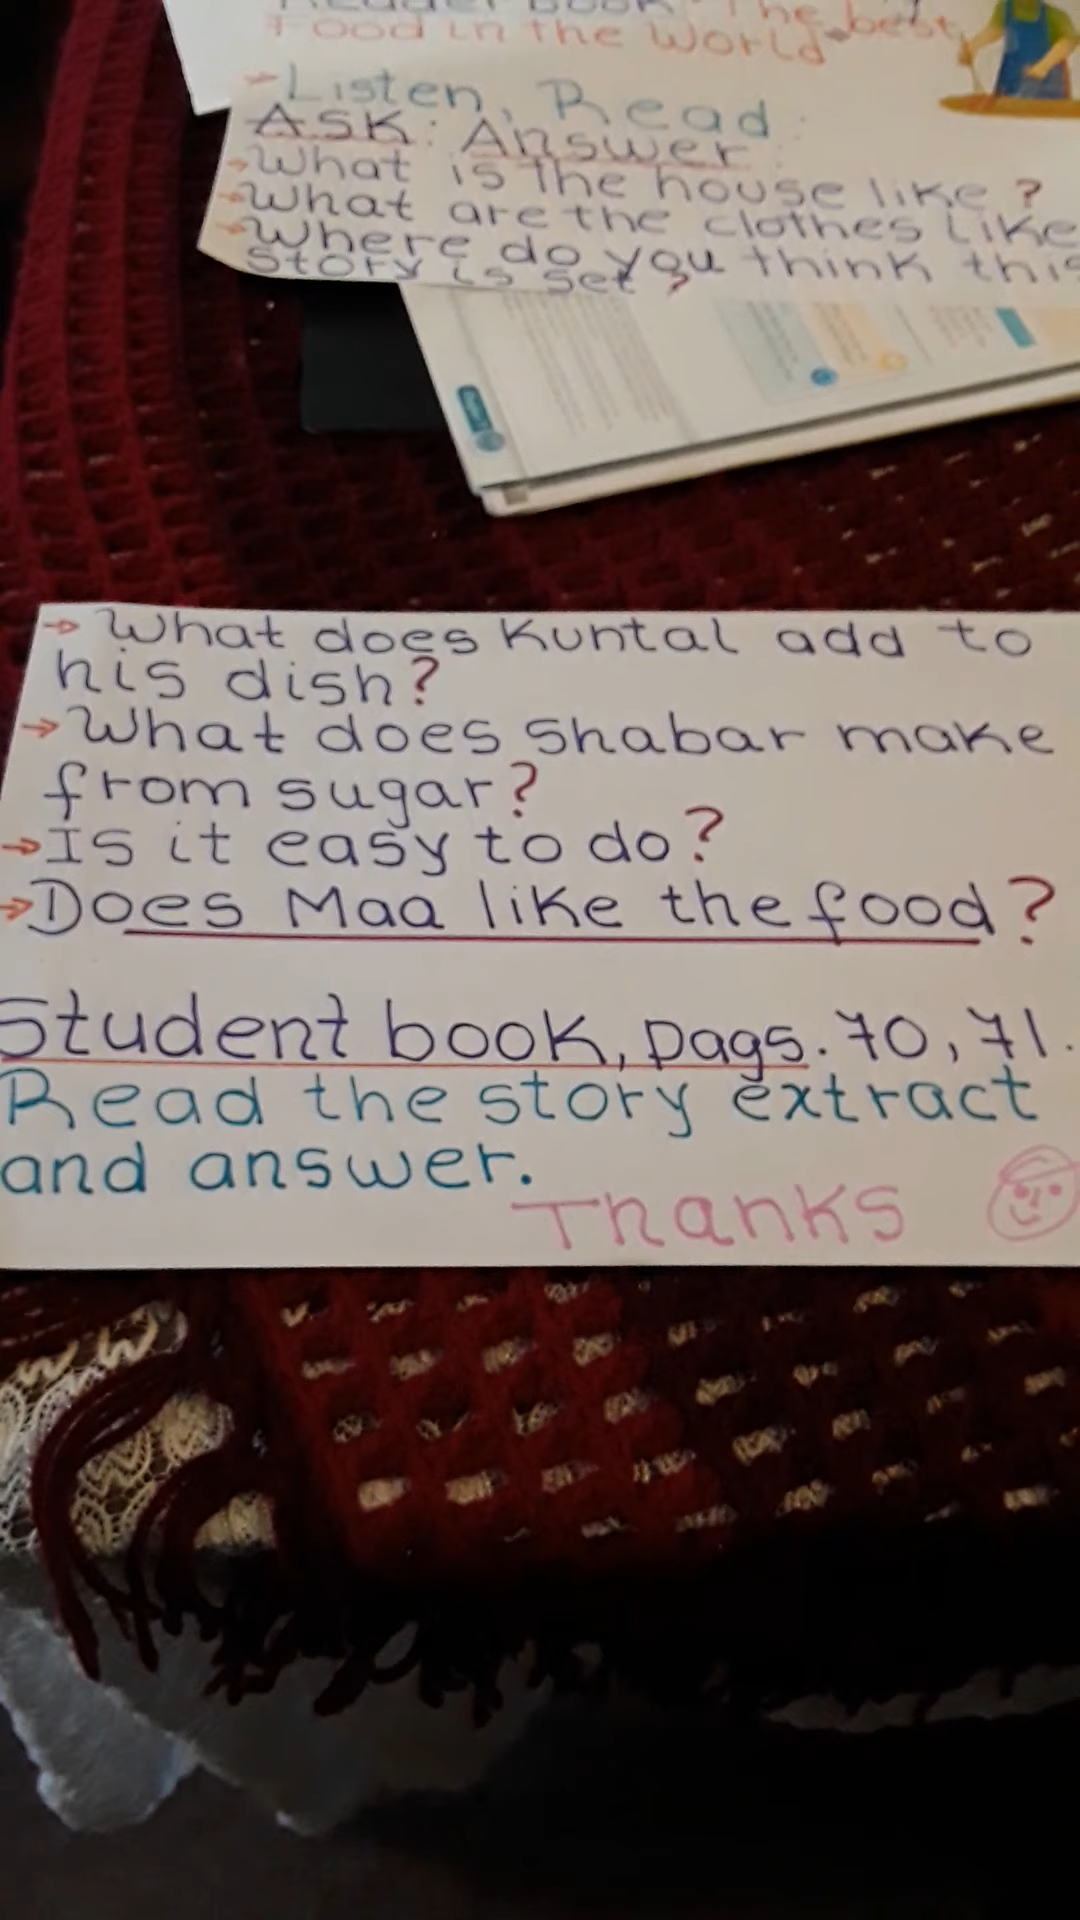 Reader book: The best
Food in the World
Listen, Read
ASK: Answer:
What is the house like?
What are the clothes like
Where do you think this
story is set?
→ What does Kuntal add to
his dish?
→ What does Shabar make
from sugar?
→ Is it easy to do?
→ Does Maa like the food?
Student book, pags. 70, 71.
Read the story extract
and answer.
Thanks